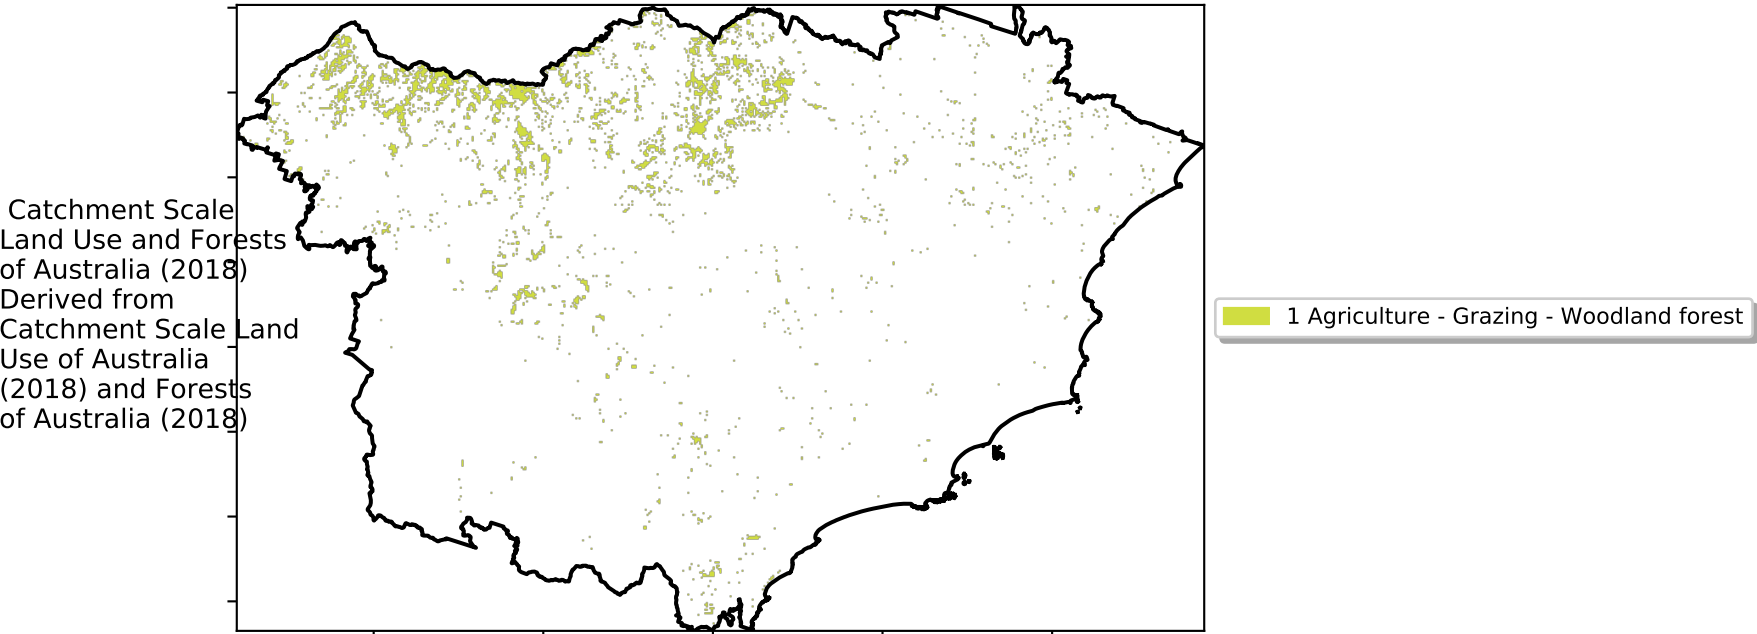 Catchment Scale
Land Use and Forests
of Australia (2018)
Derived from
Catchment Scale Land
Use of Australia
(2018) and Forests
of Australia (2018)
1 Agriculture - Grazing - Woodland forest